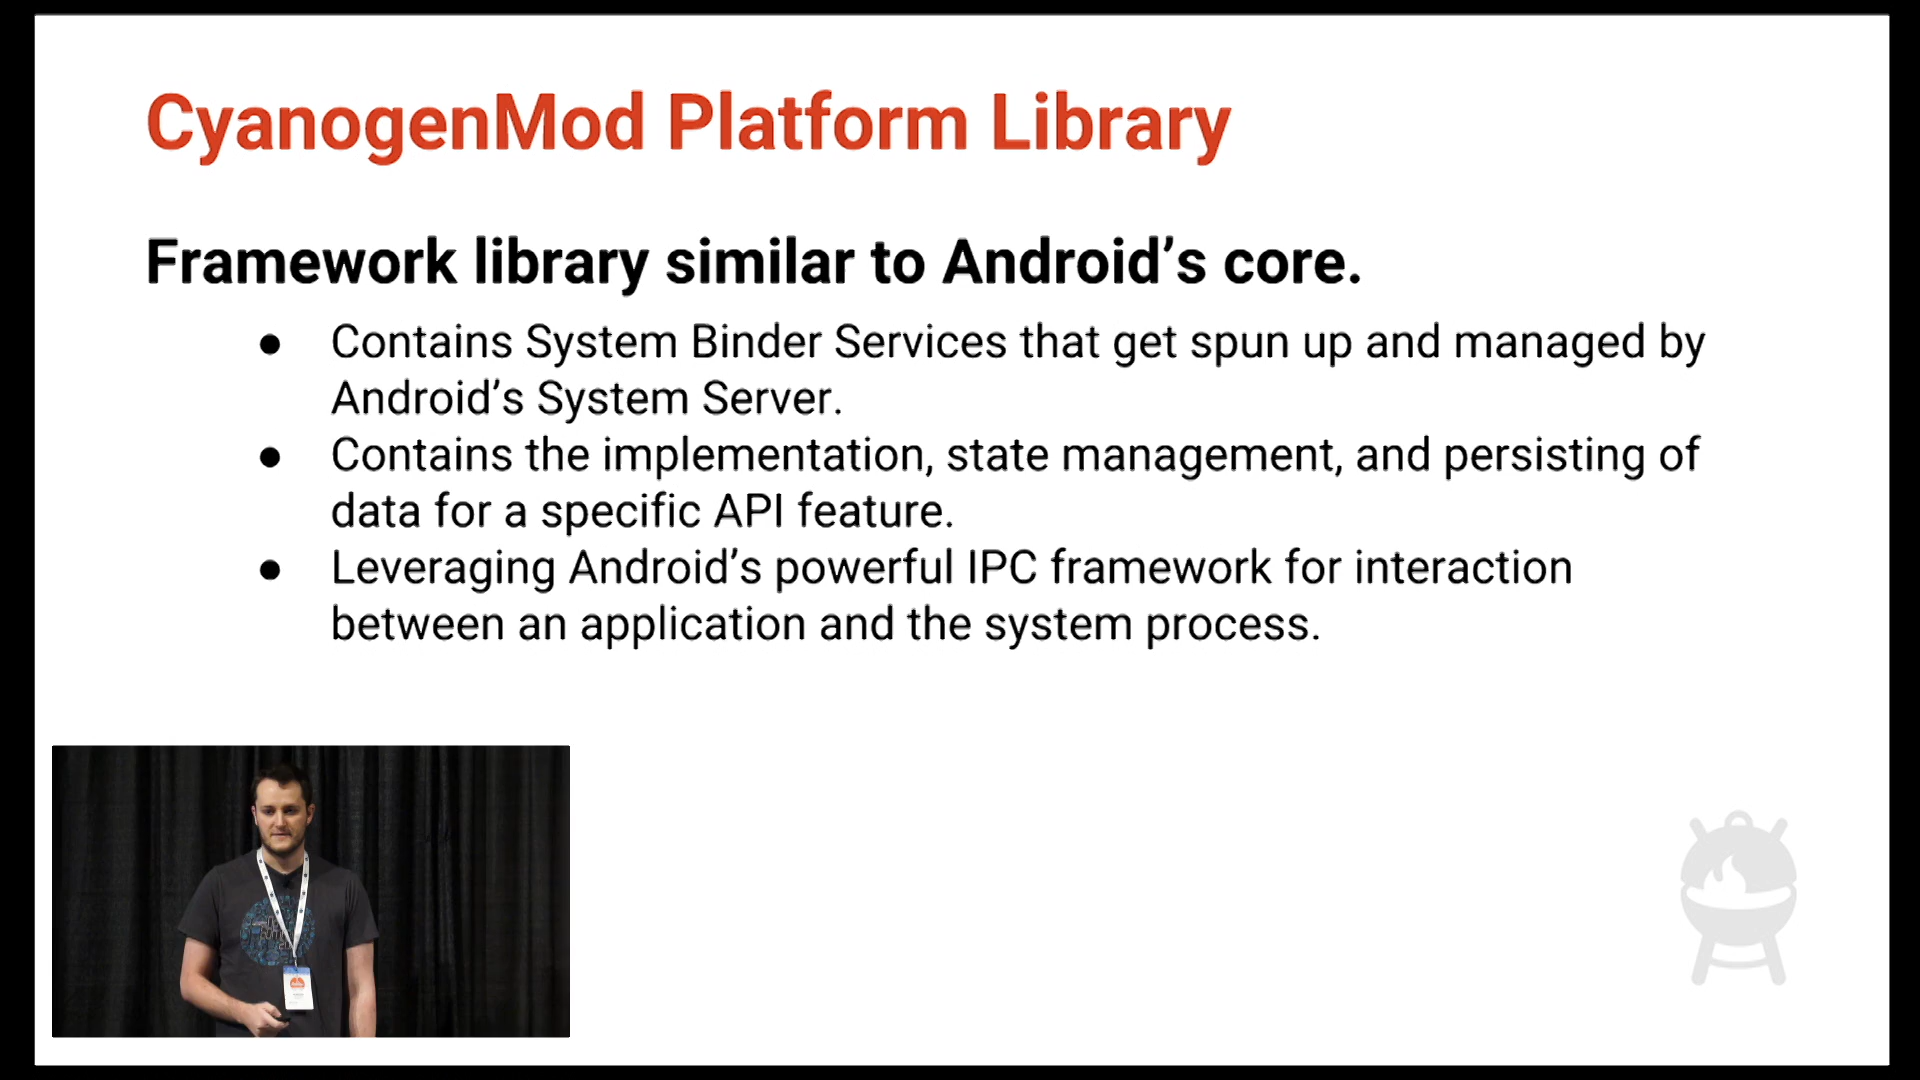 CyanogenMod Platform Library
Framework library similar to Android's core.
● Contains System Binder Services that get spun up and managed by
Android's System Server.
● Contains the implementation, state management, and persisting of
data for a specific API feature.
● Leveraging Android's powerful IPC framework for interaction
between an application and the system process.